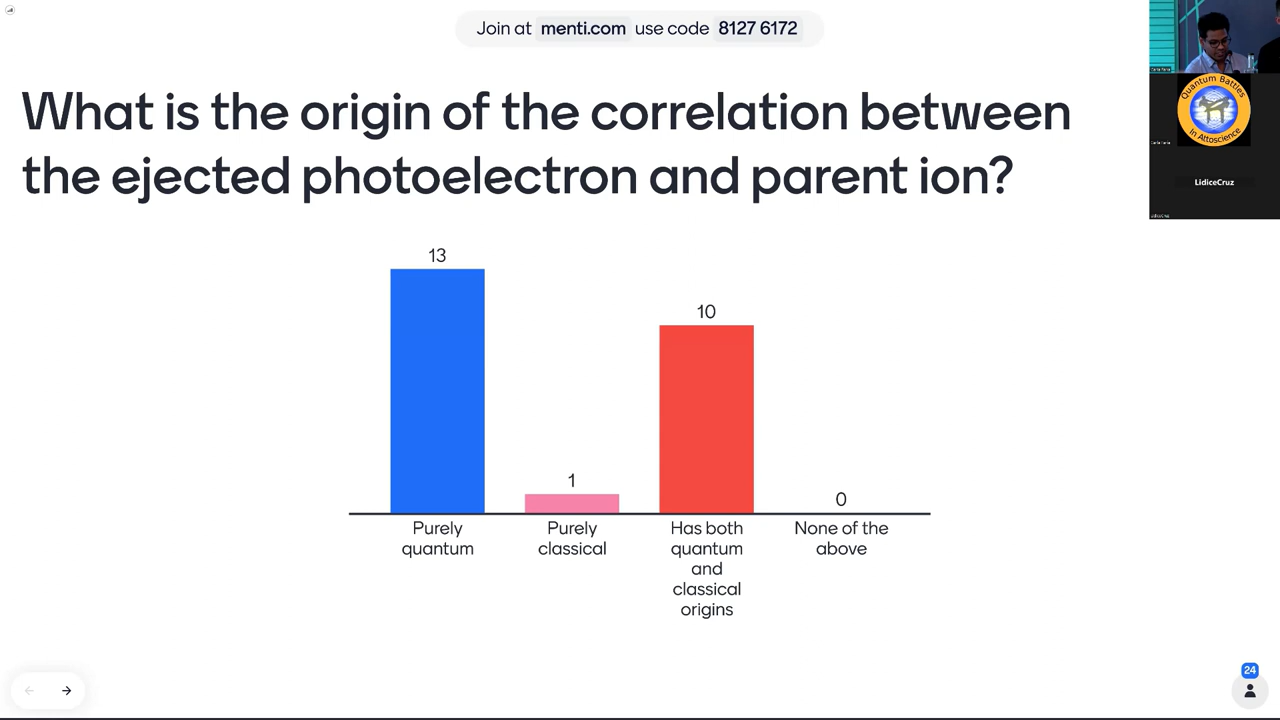 Join at menti.com use code 8127 6172
What is the origin of the correlation between
the ejected photoelectron and parent ion?
13
1
10
0
Purely
quantum
Purely
classical
Has both
quantum
and
classical
origins
None of the
above
Quantum Battles
in Attoscience
LidiceCruz
24